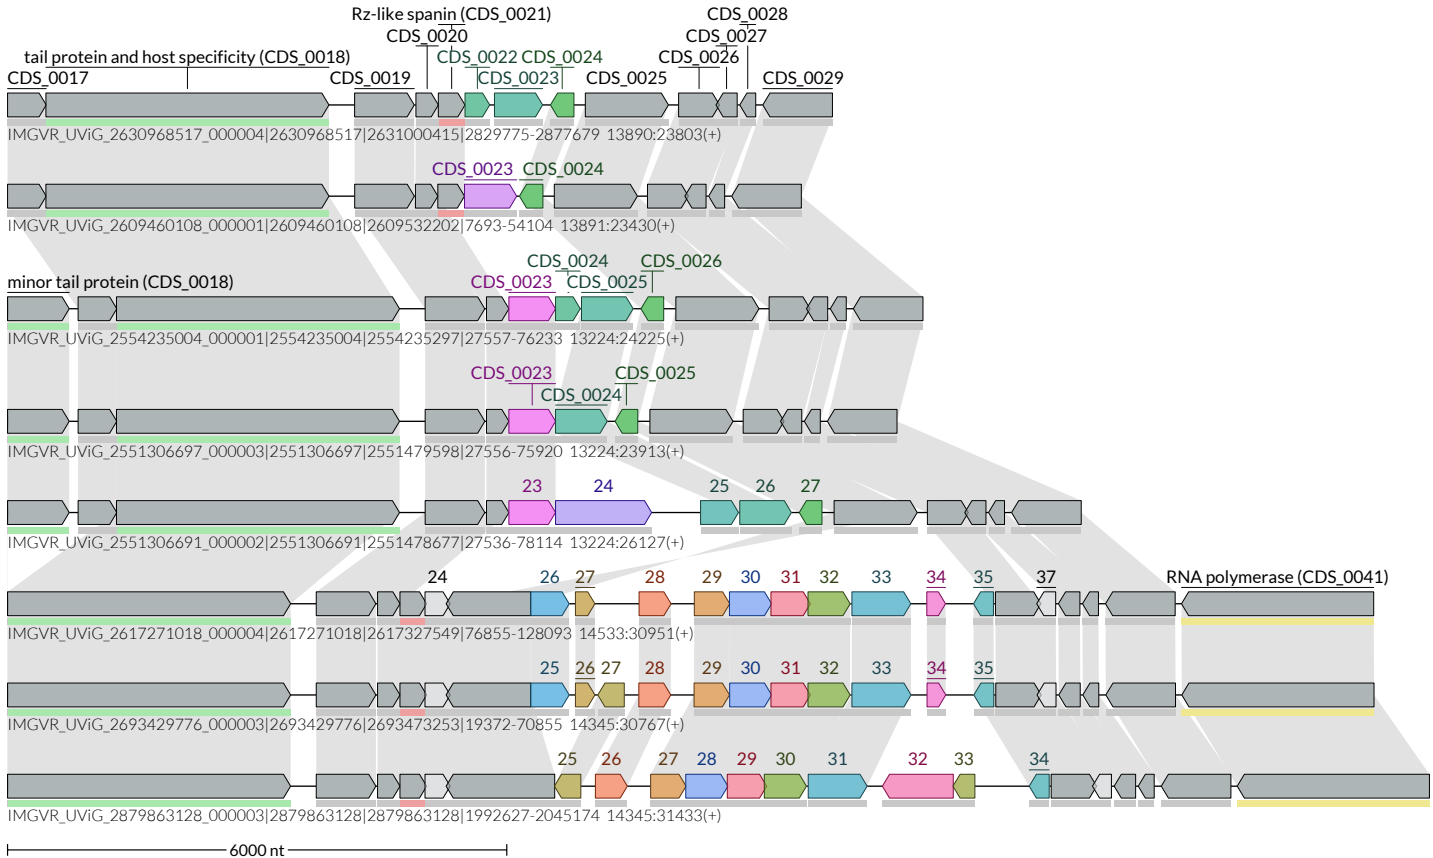 CDS_0028
Rz-like spanin (CDS_0021)
CDS_0020 CDS_0027
tail protein and host specificity (CDS_0018) CDS_0022 CDS_0024 CDS_0026
CDS_0017 CDS_0019 CDS_0023 CDS_0025 CDS_0029
IMGVR_UViG_2630968517_000004|2630968517|2631000415|2829775-2877679 13890:23803(+)
CDS_0023 CDS_0024
IMGVR_UViG_2609460108_000001|2609460108|2609532202|7693-54104 13891:23430(+)
CDS_0024 CDS_0026
minor tail protein (CDS_0018) CDS_0023 CDS_0025
IMGVR_UViG_2554235004_000001|2554235004|2554235297|27557-76233 13224:24225(+)
CDS_0023 CDS_0025
CDS_0024
IMGVR_UViG_2551306697_000003|2551306697|2551479598|27556-75920 13224:23913(+)
23 24 25 26 27
IMGVR_UViG_2551306691_000002|2551306691|2551478677|27536-78114 13224:26127(+)
24 26 27 28 29 30 31 32 33 34 35 37 RNA polymerase (CDS_0041)
IMGVR_UViG_2617271018_000004|2617271018|2617327549|76855-128093 14533:30951(+)
25 26 27 28 29 30 31 32 33 34 35
IMGVR_UViG_2693429776_000003|2693429776|2693473253|19372-70855 14345:30767(+)
25 26 27 28 29 30 31 32 33 34
IMGVR_UViG_2879863128_000003|2879863128|2879863128|1992627-2045174 14345:31433(+)
6000 nt